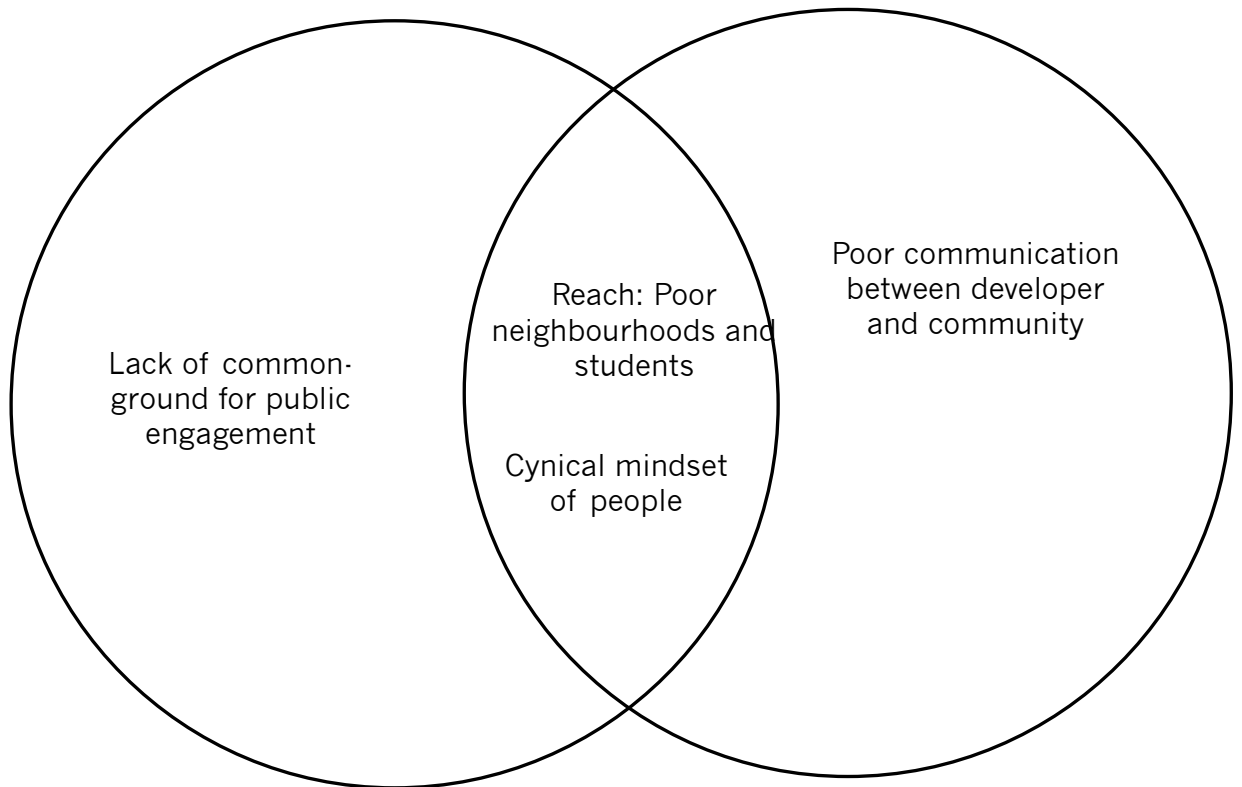 Lack of common-
ground for public
engagement
Reach: Poor
neighbourhoods and
students
Cynical mindset
of people
Poor communication
between developer
and community